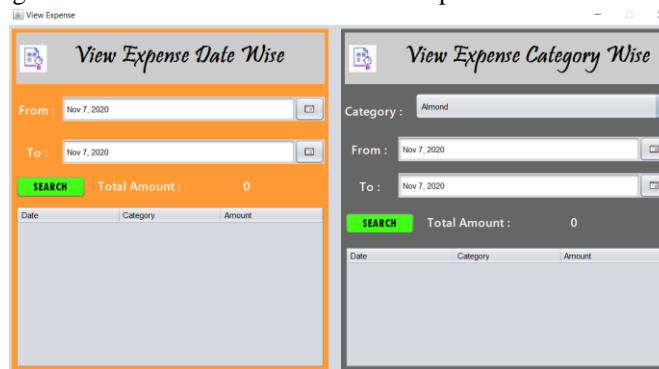 View Expense
View Expense Date Wise
From :
Nov 7, 2020
To :
Nov 7, 2020
SEARCH
Total Amount :
0
Date
Category
Amount
View Expense Category Wise
Category :
Almond
From :
Nov 7, 2020
To :
Nov 7, 2020
SEARCH
Total Amount :
0
Date
Category
Amount